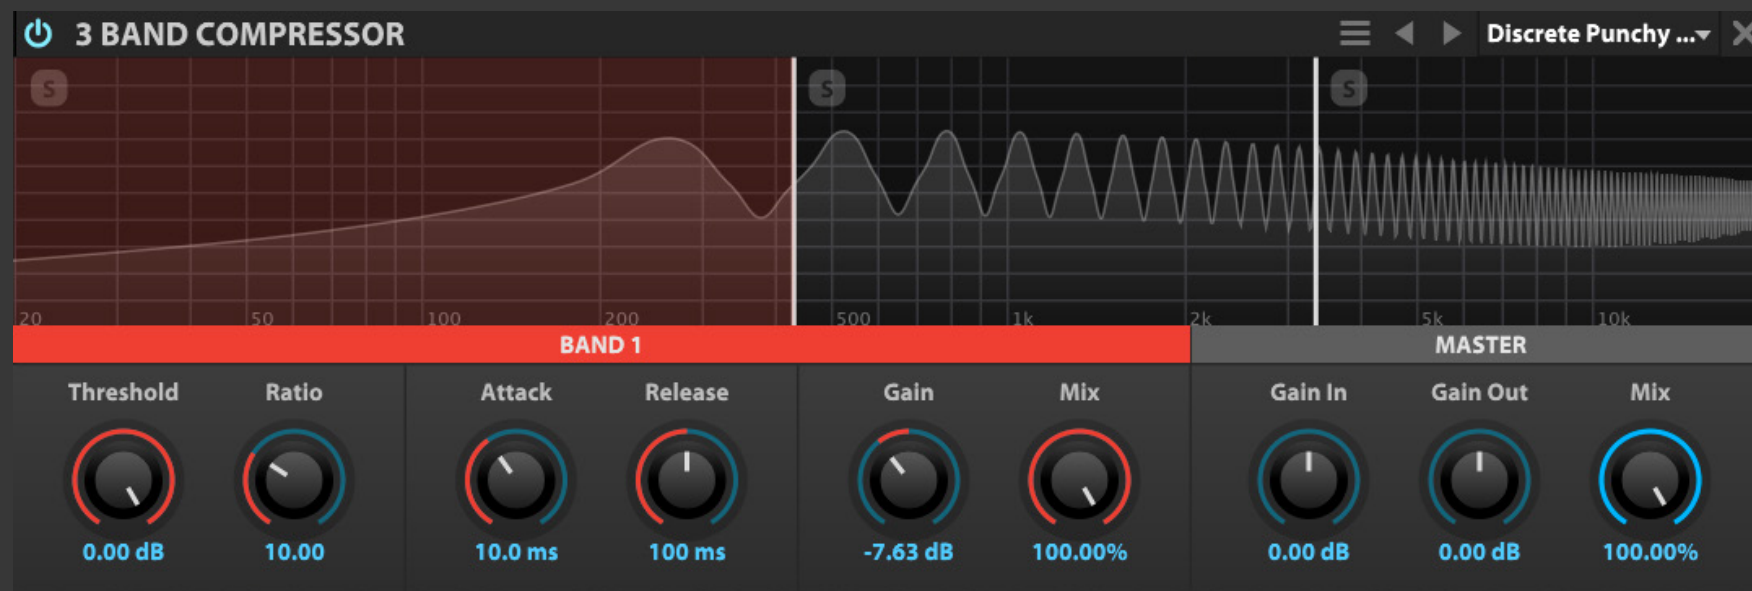 3 BAND COMPRESSOR
Discrete Punchy ...
S
S
S
20 50 100 200 500 1k 2k 5k 10k
BAND 1
MASTER
Threshold Ratio Attack Release Gain Mix Gain In Gain Out Mix
0.00 dB 10.00 10.0 ms 100 ms -7.63 dB 100.00% 0.00 dB 0.00 dB 100.00%